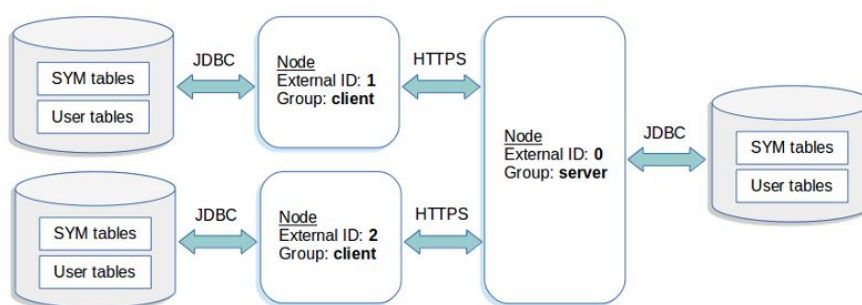 SYM tables
User tables
JDBC
Node
External ID: 1
Group: client
HTTPS
SYM tables
User tables
JDBC
Node
External ID: 2
Group: client
HTTPS
Node
External ID: 0
Group: server
JDBC
SYM tables
User tables